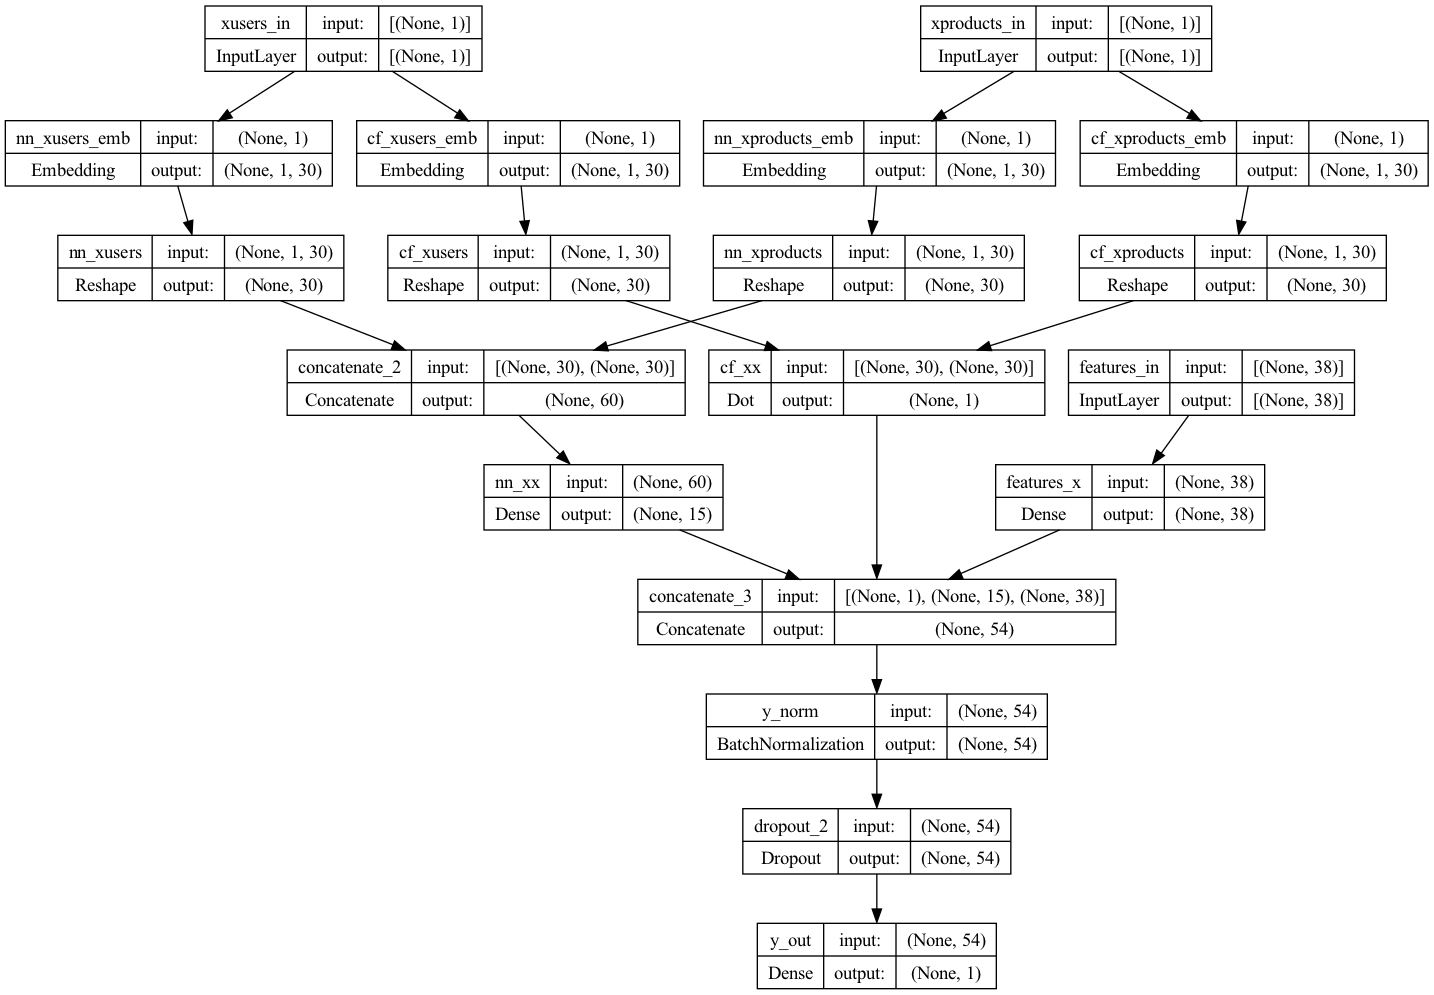 xusers_in input: [(None, 1)]
InputLayer output: [(None, 1)]
xproducts_in input: [(None, 1)]
InputLayer output: [(None, 1)]
nn_xusers_emb input: (None, 1)
Embedding output: (None, 1, 30)
cf_xusers_emb input: (None, 1)
Embedding output: (None, 1, 30)
nn_xproducts_emb input: (None, 1)
Embedding output: (None, 1, 30)
cf_xproducts_emb input: (None, 1)
Embedding output: (None, 1, 30)
nn_xusers input: (None, 1, 30)
Reshape output: (None, 30)
cf_xusers input: (None, 1, 30)
Reshape output: (None, 30)
nn_xproducts input: (None, 1, 30)
Reshape output: (None, 30)
cf_xproducts input: (None, 1, 30)
Reshape output: (None, 30)
concatenate_2 input: [(None, 30), (None, 30)]
Concatenate output: (None, 60)
cf_xx input: [(None, 30), (None, 30)]
Dot output: (None, 1)
features_in input: [(None, 38)]
InputLayer output: [(None, 38)]
nn_xx input: (None, 60)
Dense output: (None, 15)
features_x input: (None, 38)
Dense output: (None, 38)
concatenate_3 input: [(None, 1), (None, 15), (None, 38)]
Concatenate output: (None, 54)
y_norm input: (None, 54)
BatchNormalization output: (None, 54)
dropout_2 input: (None, 54)
Dropout output: (None, 54)
y_out input: (None, 54)
Dense output: (None, 1)